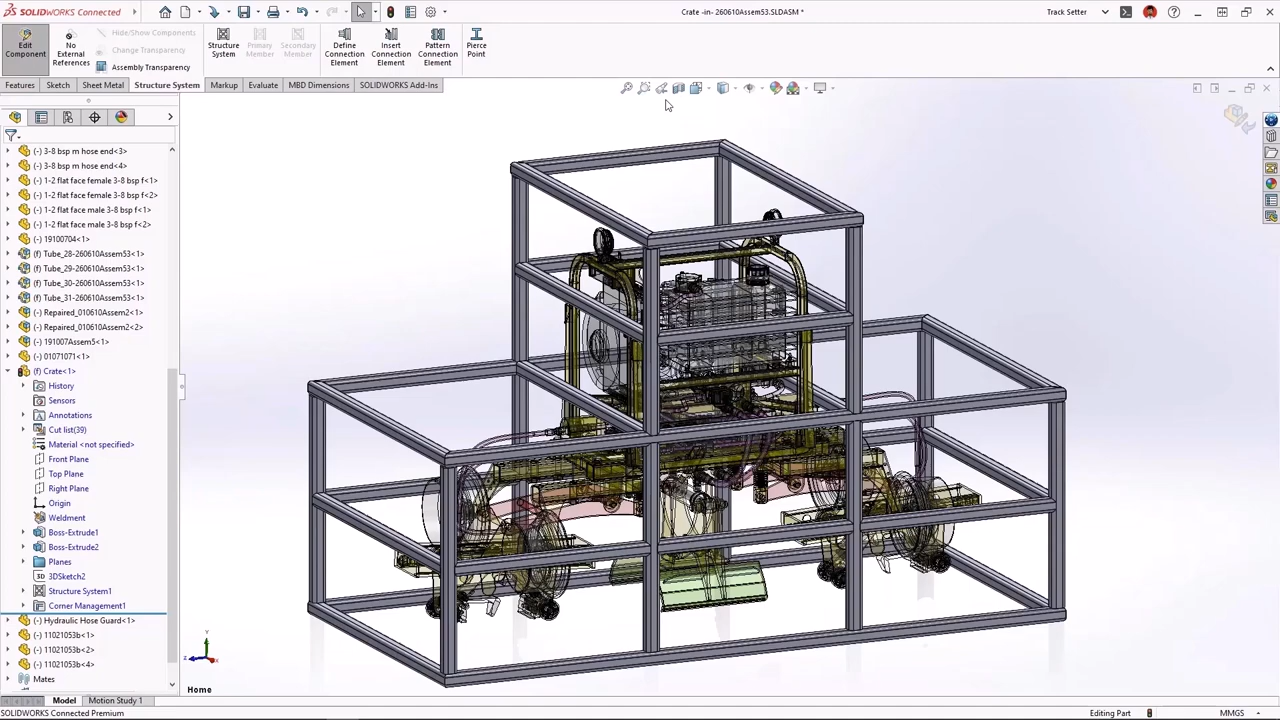 SOLIDWORKS Connected
Crate -in- 260610Assem53.SLDASM *
Track Setter
Edit Component
No External References
Hide/Show Components
Change Transparency
Assembly Transparency
Structure System
Primary Member
Secondary Member
Define Connection Element
Insert Connection Element
Pattern Connection Element
Pierce Point
Features
Sketch
Sheet Metal
Structure System
Markup
Evaluate
MBD Dimensions
SOLIDWORKS Add-Ins
(-) 3-8 bsp m hose end<3>
(-) 3-8 bsp m hose end<4>
(-) 1-2 flat face female 3-8 bsp f<1>
(-) 1-2 flat face female 3-8 bsp f<2>
(-) 1-2 flat face male 3-8 bsp f<1>
(-) 1-2 flat face male 3-8 bsp f<2>
(-) 19100704<1>
(f) Tube_28-260610Assem53<1>
(f) Tube_29-260610Assem53<1>
(f) Tube_30-260610Assem53<1>
(f) Tube_31-260610Assem53<1>
(-) Repaired_010610Assem2<1>
(-) Repaired_010610Assem2<2>
(-) 191007Assem5<1>
(-) 01071071<1>
(f) Crate<1>
History
Sensors
Annotations
Cut list(39)
Material <not specified>
Front Plane
Top Plane
Right Plane
Origin
Weldment
Boss-Extrude1
Boss-Extrude2
Planes
3D 3DSketch2
Structure System1
Corner Management1
(-) Hydraulic Hose Guard<1>
(-) 11021053b<1>
(-) 11021053b<2>
(-) 11021053b<4>
Mates
Y
Z
X
Home
Model
Motion Study 1
SOLIDWORKS Connected Premium
Editing Part
MMGS